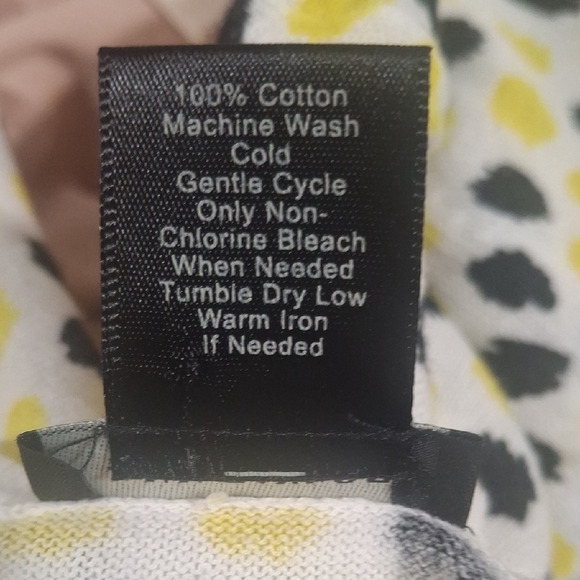 100% Cotton
Machine Wash
Cold
Gentle Cycle
Only Non-
Chlorine Bleach
When Needed
Tumble Dry Low
Warm Iron
If Needed